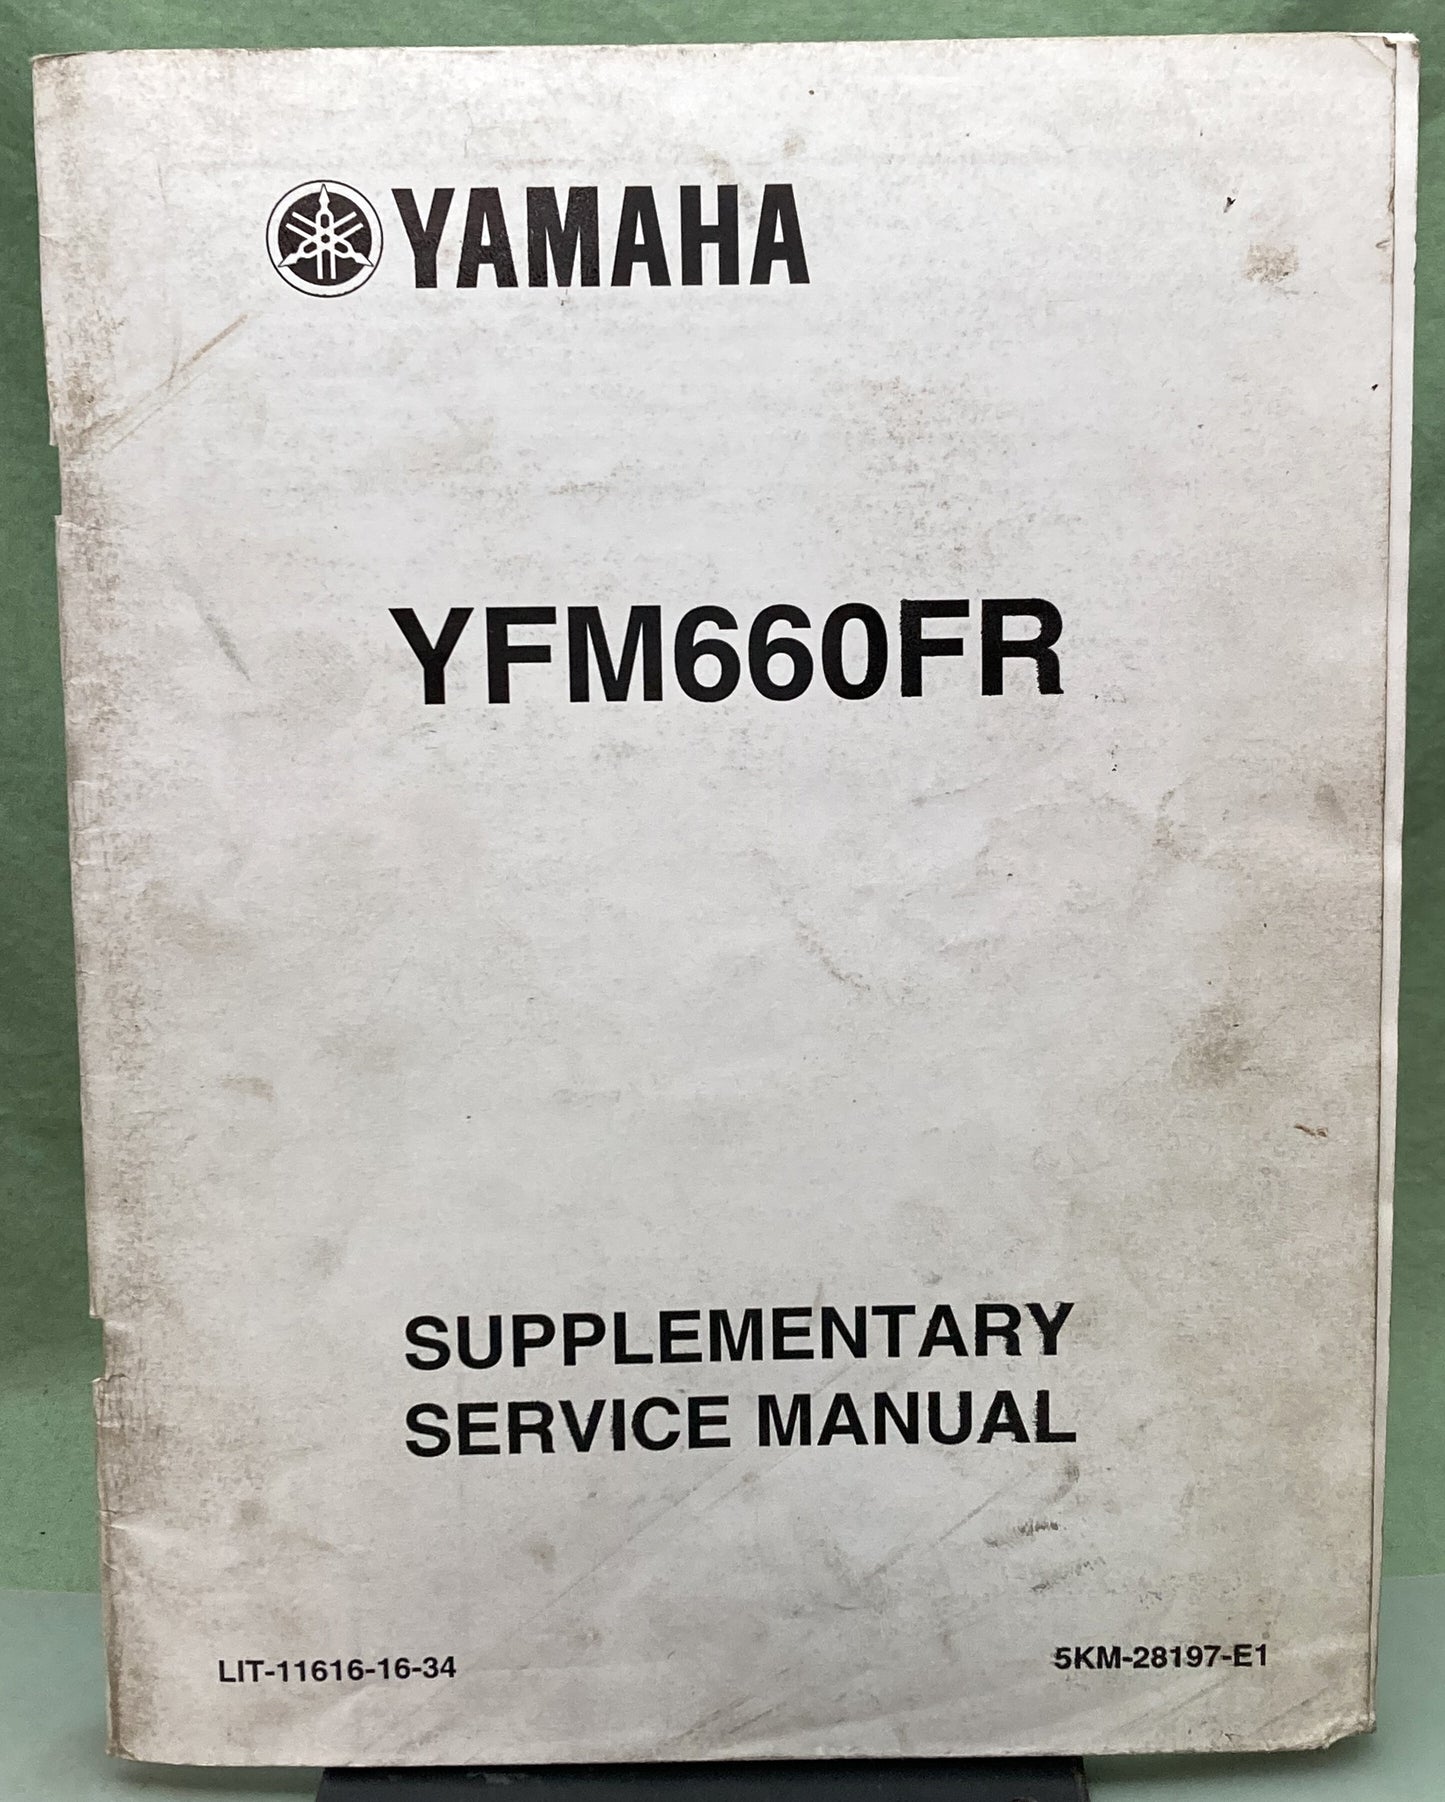 YAMAHA
YFM660FR
SUPPLEMENTARY
SERVICE MANUAL
LIT-11616-16-34
5KM-28197-E1